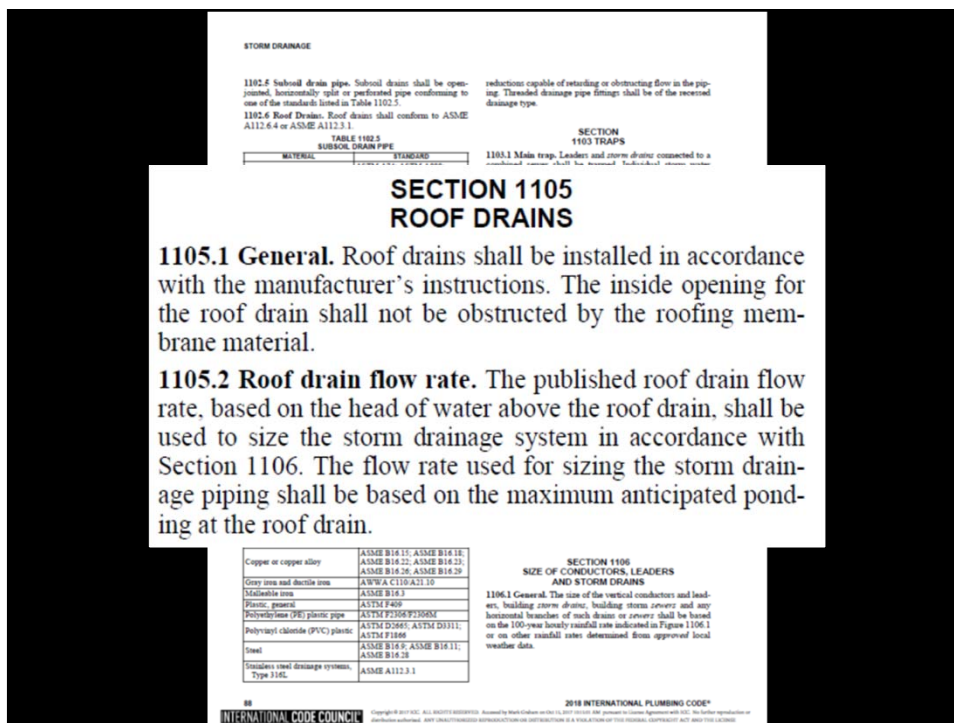 STORM DRAINAGE
1102.5 Subsoil drain pipe. Subsoil drains shall be open-
jointed, horizontally split or perforated pipe conforming to
one of the standards listed in Table 1102.5.
1102.6 Roof Drains. Roof drains shall conform to ASME
A112.6.4 or ASME A112.3.1.
TABLE 1102.5
SUBSOIL DRAIN PIPE
MATERIAL STANDARD
reductions capable of retarding or obstructing flow in the pip-
ing. Threaded drainage pipe fittings shall be of the recessed
drainage type.
SECTION
1103 TRAPS
1103.1 Main trap. Leaders and storm drains connected to a
SECTION 1105
ROOF DRAINS
1105.1 General. Roof drains shall be installed in accordance
with the manufacturer's instructions. The inside opening for
the roof drain shall not be obstructed by the roofing mem-
brane material.
1105.2 Roof drain flow rate. The published roof drain flow
rate, based on the head of water above the roof drain, shall be
used to size the storm drainage system in accordance with
Section 1106. The flow rate used for sizing the storm drain-
age piping shall be based on the maximum anticipated pond-
ing at the roof drain.
Copper or copper alloy
ASME B16.15; ASME B16.18;
ASME B16.22; ASME B16.23;
ASME B16.26; ASME B16.29
Gray iron and ductile iron AWWA C110/A21.10
Malleable iron ASME B16.3
Plastic, general ASTM F409
Polyethylene (PE) plastic pipe ASTM F2306/F2306M
Polyvinyl chloride (PVC) plastic
ASTM D2665; ASTM D3311;
ASTM F1866
Steel
ASME B16.9; ASME B16.11;
ASME B16.28
Stainless steel drainage systems,
Type 316L
ASME A112.3.1
SECTION 1106
SIZE OF CONDUCTORS, LEADERS
AND STORM DRAINS
1106.1 General. The size of the vertical conductors and lead-
ers, building storm drains, building storm sewers and any
horizontal branches of such drains or sewers shall be based
on the 100-year hourly rainfall rate indicated in Figure 1106.1
or on other rainfall rates determined from approved local
weather data.
88
2018 INTERNATIONAL PLUMBING CODE®
INTERNATIONAL CODE COUNCIL